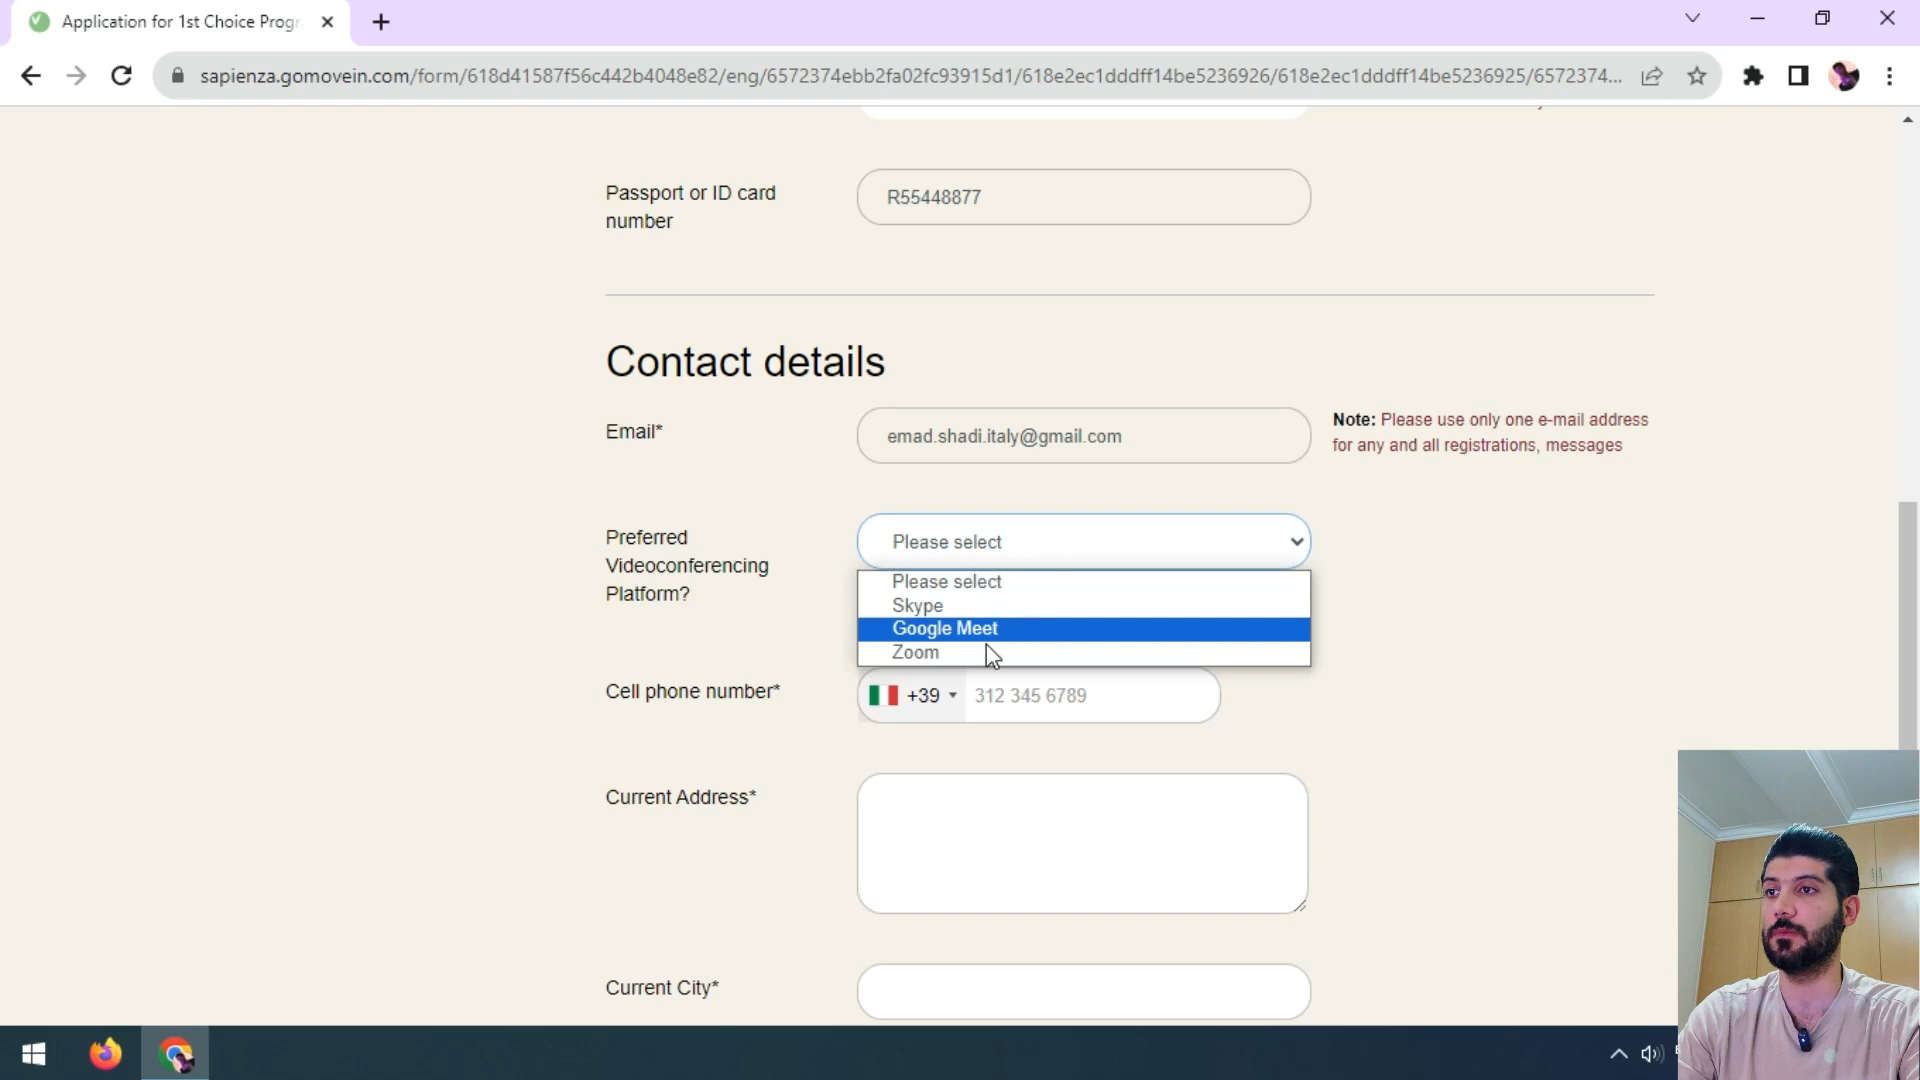 Application for 1st Choice Progr
sapienza.gomovein.com/form/618d41587f56c442b4048e82/eng/6572374ebb2fa02fc93915d1/618e2ec1dddff14be5236926/618e2ec1dddff14be5236925/6572374...
Passport or ID card
number
R55448877
Contact details
Email*
emad.shadi.italy@gmail.com
Note: Please use only one e-mail address
for any and all registrations, messages
Preferred
Videoconferencing
Platform?
Please select
Please select
Skype
Google Meet
Zoom
Cell phone number*
+39
312 345 6789
Current Address*
Current City*